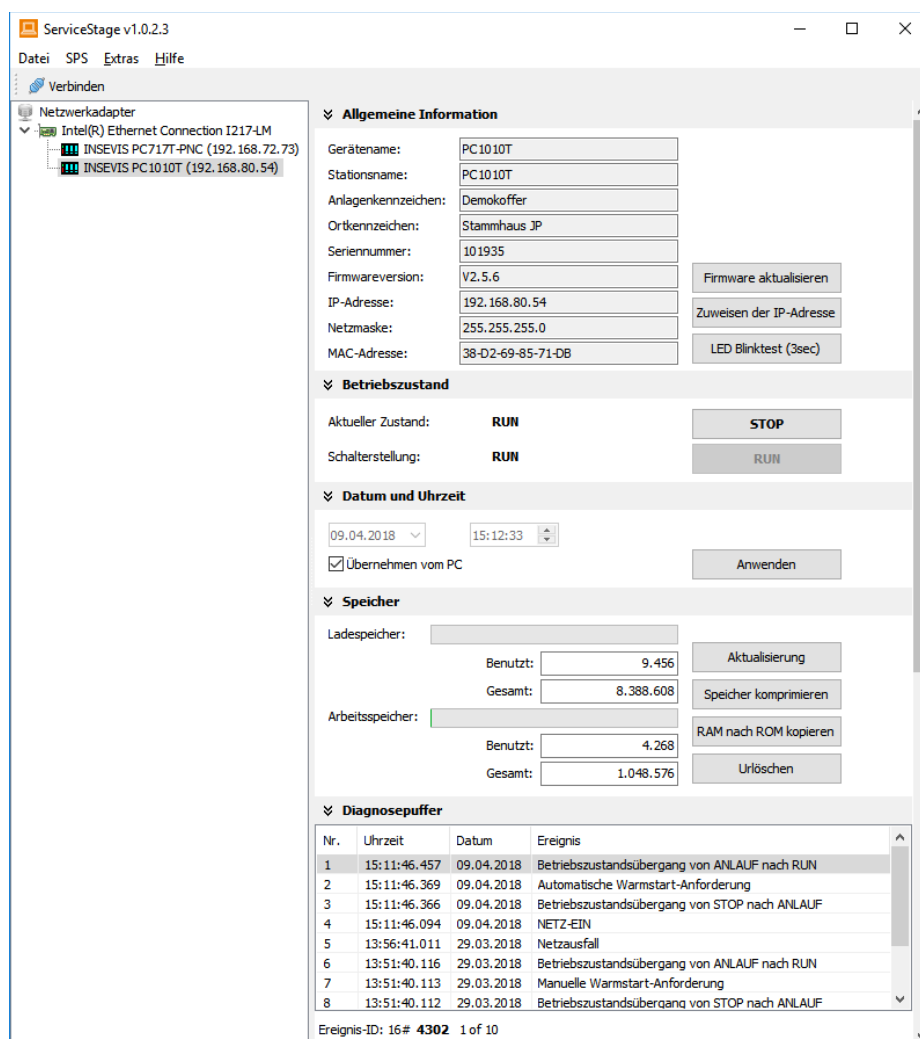 ServiceStage v1.0.2.3
Datei SPS Extras Hilfe
Verbinden
Netzwerkadapter
Intel(R) Ethernet Connection I217-LM
INSEVIS PC717T-PNC (192.168.72.73)
INSEVIS PC1010T (192.168.80.54)
Allgemeine Information
Gerätename: PC1010T
Stationsname: PC1010T
Anlagenkennzeichen: Demokoffer
Ortkennzeichen: Stammhaus JP
Seriennummer: 101935
Firmwareversion: V2.5.6 Firmware aktualisieren
IP-Adresse: 192.168.80.54 Zuweisen der IP-Adresse
Netzmaske: 255.255.255.0
MAC-Adresse: 38-D2-69-85-71-DB LED Blinktest (3sec)
Betriebszustand
Aktueller Zustand: RUN STOP
Schalterstellung: RUN RUN
Datum und Uhrzeit
09.04.2018 15:12:33
Übernehmen vom PC Anwenden
Speicher
Ladespeicher:
Benutzt: 9.456 Aktualisierung
Gesamt: 8.388.608 Speicher komprimieren
Arbeitsspeicher:
RAM nach ROM kopieren
Benutzt: 4.268
Gesamt: 1.048.576 Urlöschen
Diagnosepuffer
Nr. Uhrzeit Datum Ereignis
1 15:11:46.457 09.04.2018 Betriebszustandsübergang von ANLAUF nach RUN
2 15:11:46.369 09.04.2018 Automatische Warmstart-Anforderung
3 15:11:46.366 09.04.2018 Betriebszustandsübergang von STOP nach ANLAUF
4 15:11:46.094 09.04.2018 NETZ-EIN
5 13:56:41.011 29.03.2018 Netzausfall
6 13:51:40.116 29.03.2018 Betriebszustandsübergang von ANLAUF nach RUN
7 13:51:40.113 29.03.2018 Manuelle Warmstart-Anforderung
8 13:51:40.112 29.03.2018 Betriebszustandsübergang von STOP nach ANLAUF
Ereignis-ID: 16# 4302 1 of 10